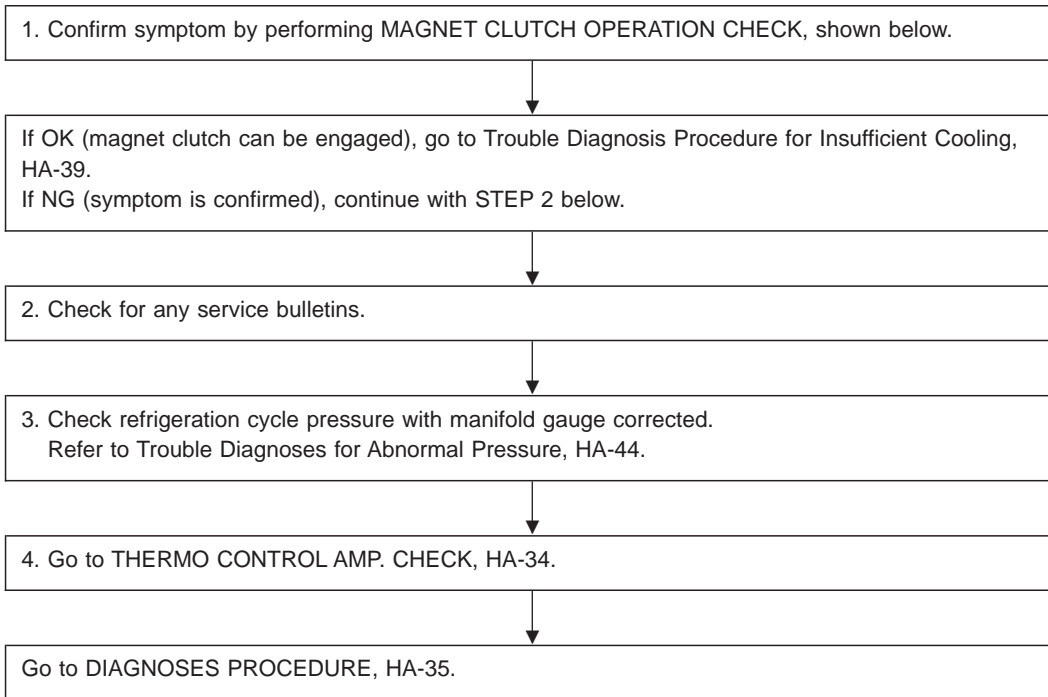 1. Confirm symptom by performing MAGNET CLUTCH OPERATION CHECK, shown below.
If OK (magnet clutch can be engaged), go to Trouble Diagnosis Procedure for Insufficient Cooling,
HA-39.
If NG (symptom is confirmed), continue with STEP 2 below.
2. Check for any service bulletins.
3. Check refrigeration cycle pressure with manifold gauge corrected.
Refer to Trouble Diagnoses for Abnormal Pressure, HA-44.
4. Go to THERMO CONTROL AMP. CHECK, HA-34.
Go to DIAGNOSES PROCEDURE, HA-35.